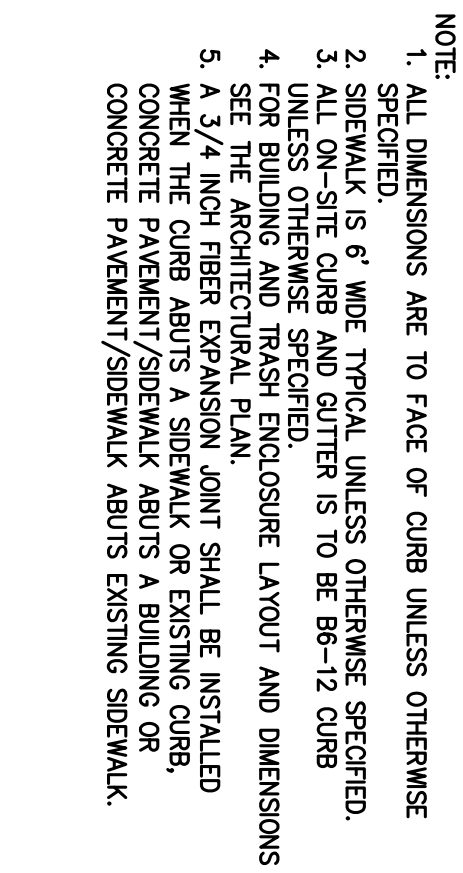 NOTE:
1. ALL DIMENSIONS ARE TO FACE OF CURB UNLESS OTHERWISE
SPECIFIED.
2. SIDEWALK IS 6' WIDE TYPICAL UNLESS OTHERWISE SPECIFIED.
3. ALL ON-SITE CURB AND GUTTER IS TO BE B6-12 CURB
UNLESS OTHERWISE SPECIFIED.
4. FOR BUILDING AND TRASH ENCLOSURE LAYOUT AND DIMENSIONS
SEE THE ARCHITECTURAL PLAN.
5. A 3/4 INCH FIBER EXPANSION JOINT SHALL BE INSTALLED
WHEN THE CURB ABUTS A SIDEWALK OR EXISTING CURB,
CONCRETE PAVEMENT/SIDEWALK ABUTS A BUILDING OR
CONCRETE PAVEMENT/SIDEWALK ABUTS EXISTING SIDEWALK.